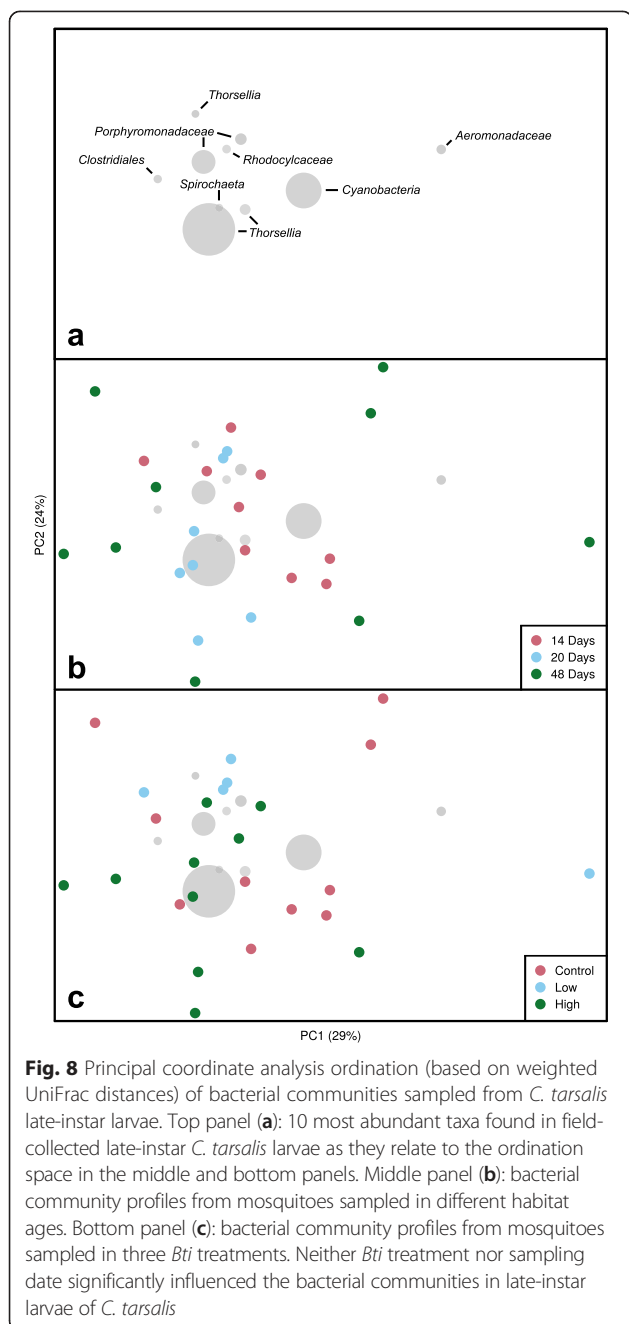 Thorsellia
Porphyromonadaceae
Aeromonadaceae
Clostridiales
Rhodocylcaceae
Spirochaeta
Cyanobacteria
Thorsellia
a
PC2 (24%)
14 Days
20 Days
48 Days
b
Control
Low
High
c
PC1 (29%)
Fig. 8 Principal coordinate analysis ordination (based on weighted
UniFrac distances) of bacterial communities sampled from C. tarsalis
late-instar larvae. Top panel (a): 10 most abundant taxa found in field-
collected late-instar C. tarsalis larvae as they relate to the ordination
space in the middle and bottom panels. Middle panel (b): bacterial
community profiles from mosquitoes sampled in different habitat
ages. Bottom panel (c): bacterial community profiles from mosquitoes
sampled in three Bti treatments. Neither Bti treatment nor sampling
date significantly influenced the bacterial communities in late-instar
larvae of C. tarsalis